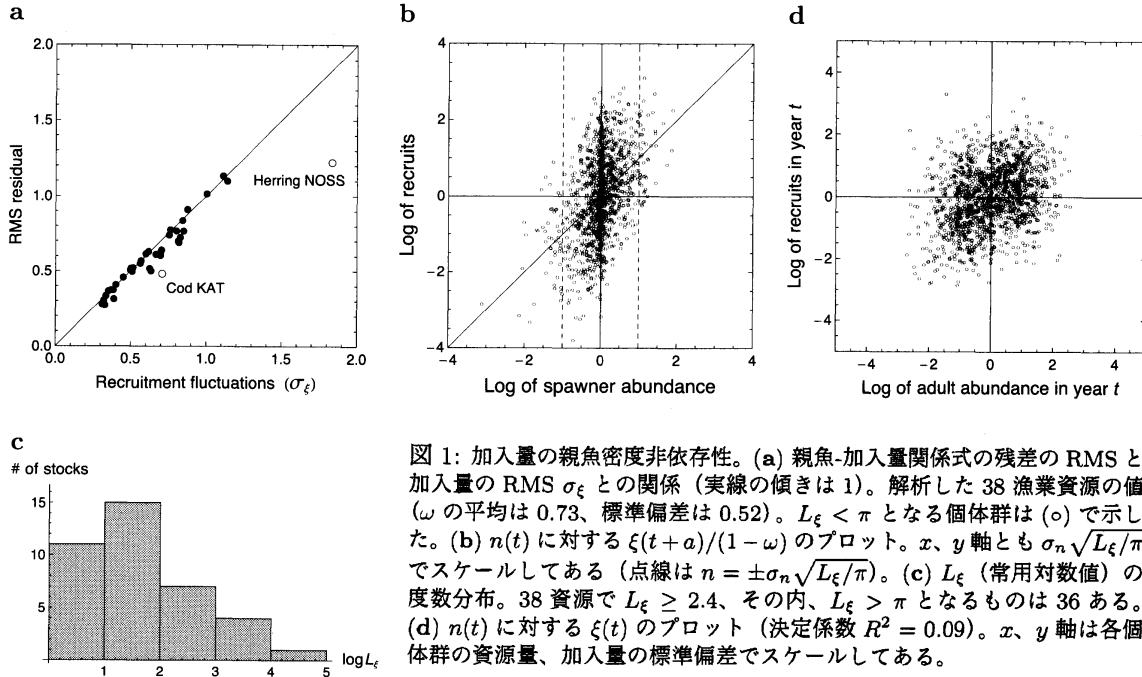 a
2.0
1.5
1.0
0.5
0.0
0.0 0.5 1.0 1.5 2.0
RMS residual
Recruitment fluctuations (σξ)
Herring NOSS
Cod KAT
b
4
2
0
−2
−4
−4 −2 0 2 4
Log of recruits
Log of spawner abundance
d
4
2
0
−2
−4
−4 −2 0 2 4
Log of recruits in year t
Log of adult abundance in year t
c
# of stocks
15
10
5
1 2 3 4 5
log Lξ
図 1: 加入量の親魚密度非依存性。(a) 親魚-加入量関係式の残差の RMS と
加入量の RMS σξ との関係（実線の傾きは 1）。解析した 38 漁業資源の値
（ω の平均は 0.73、標準偏差は 0.52）。Lξ < π となる個体群は (○) で示し
た。(b) n(t) に対する ξ(t + a)/(1 − ω) のプロット。x、y 軸とも σn√Lξ/π
でスケールしてある（点線は n = ±σn√Lξ/π）。(c) Lξ（常用対数値）の
度数分布。38 資源で Lξ ≥ 2.4、その内、Lξ > π となるものは 36 ある。
(d) n(t) に対する ξ(t) のプロット（決定係数 R² = 0.09）。x、y 軸は各個
体群の資源量、加入量の標準偏差でスケールしてある。